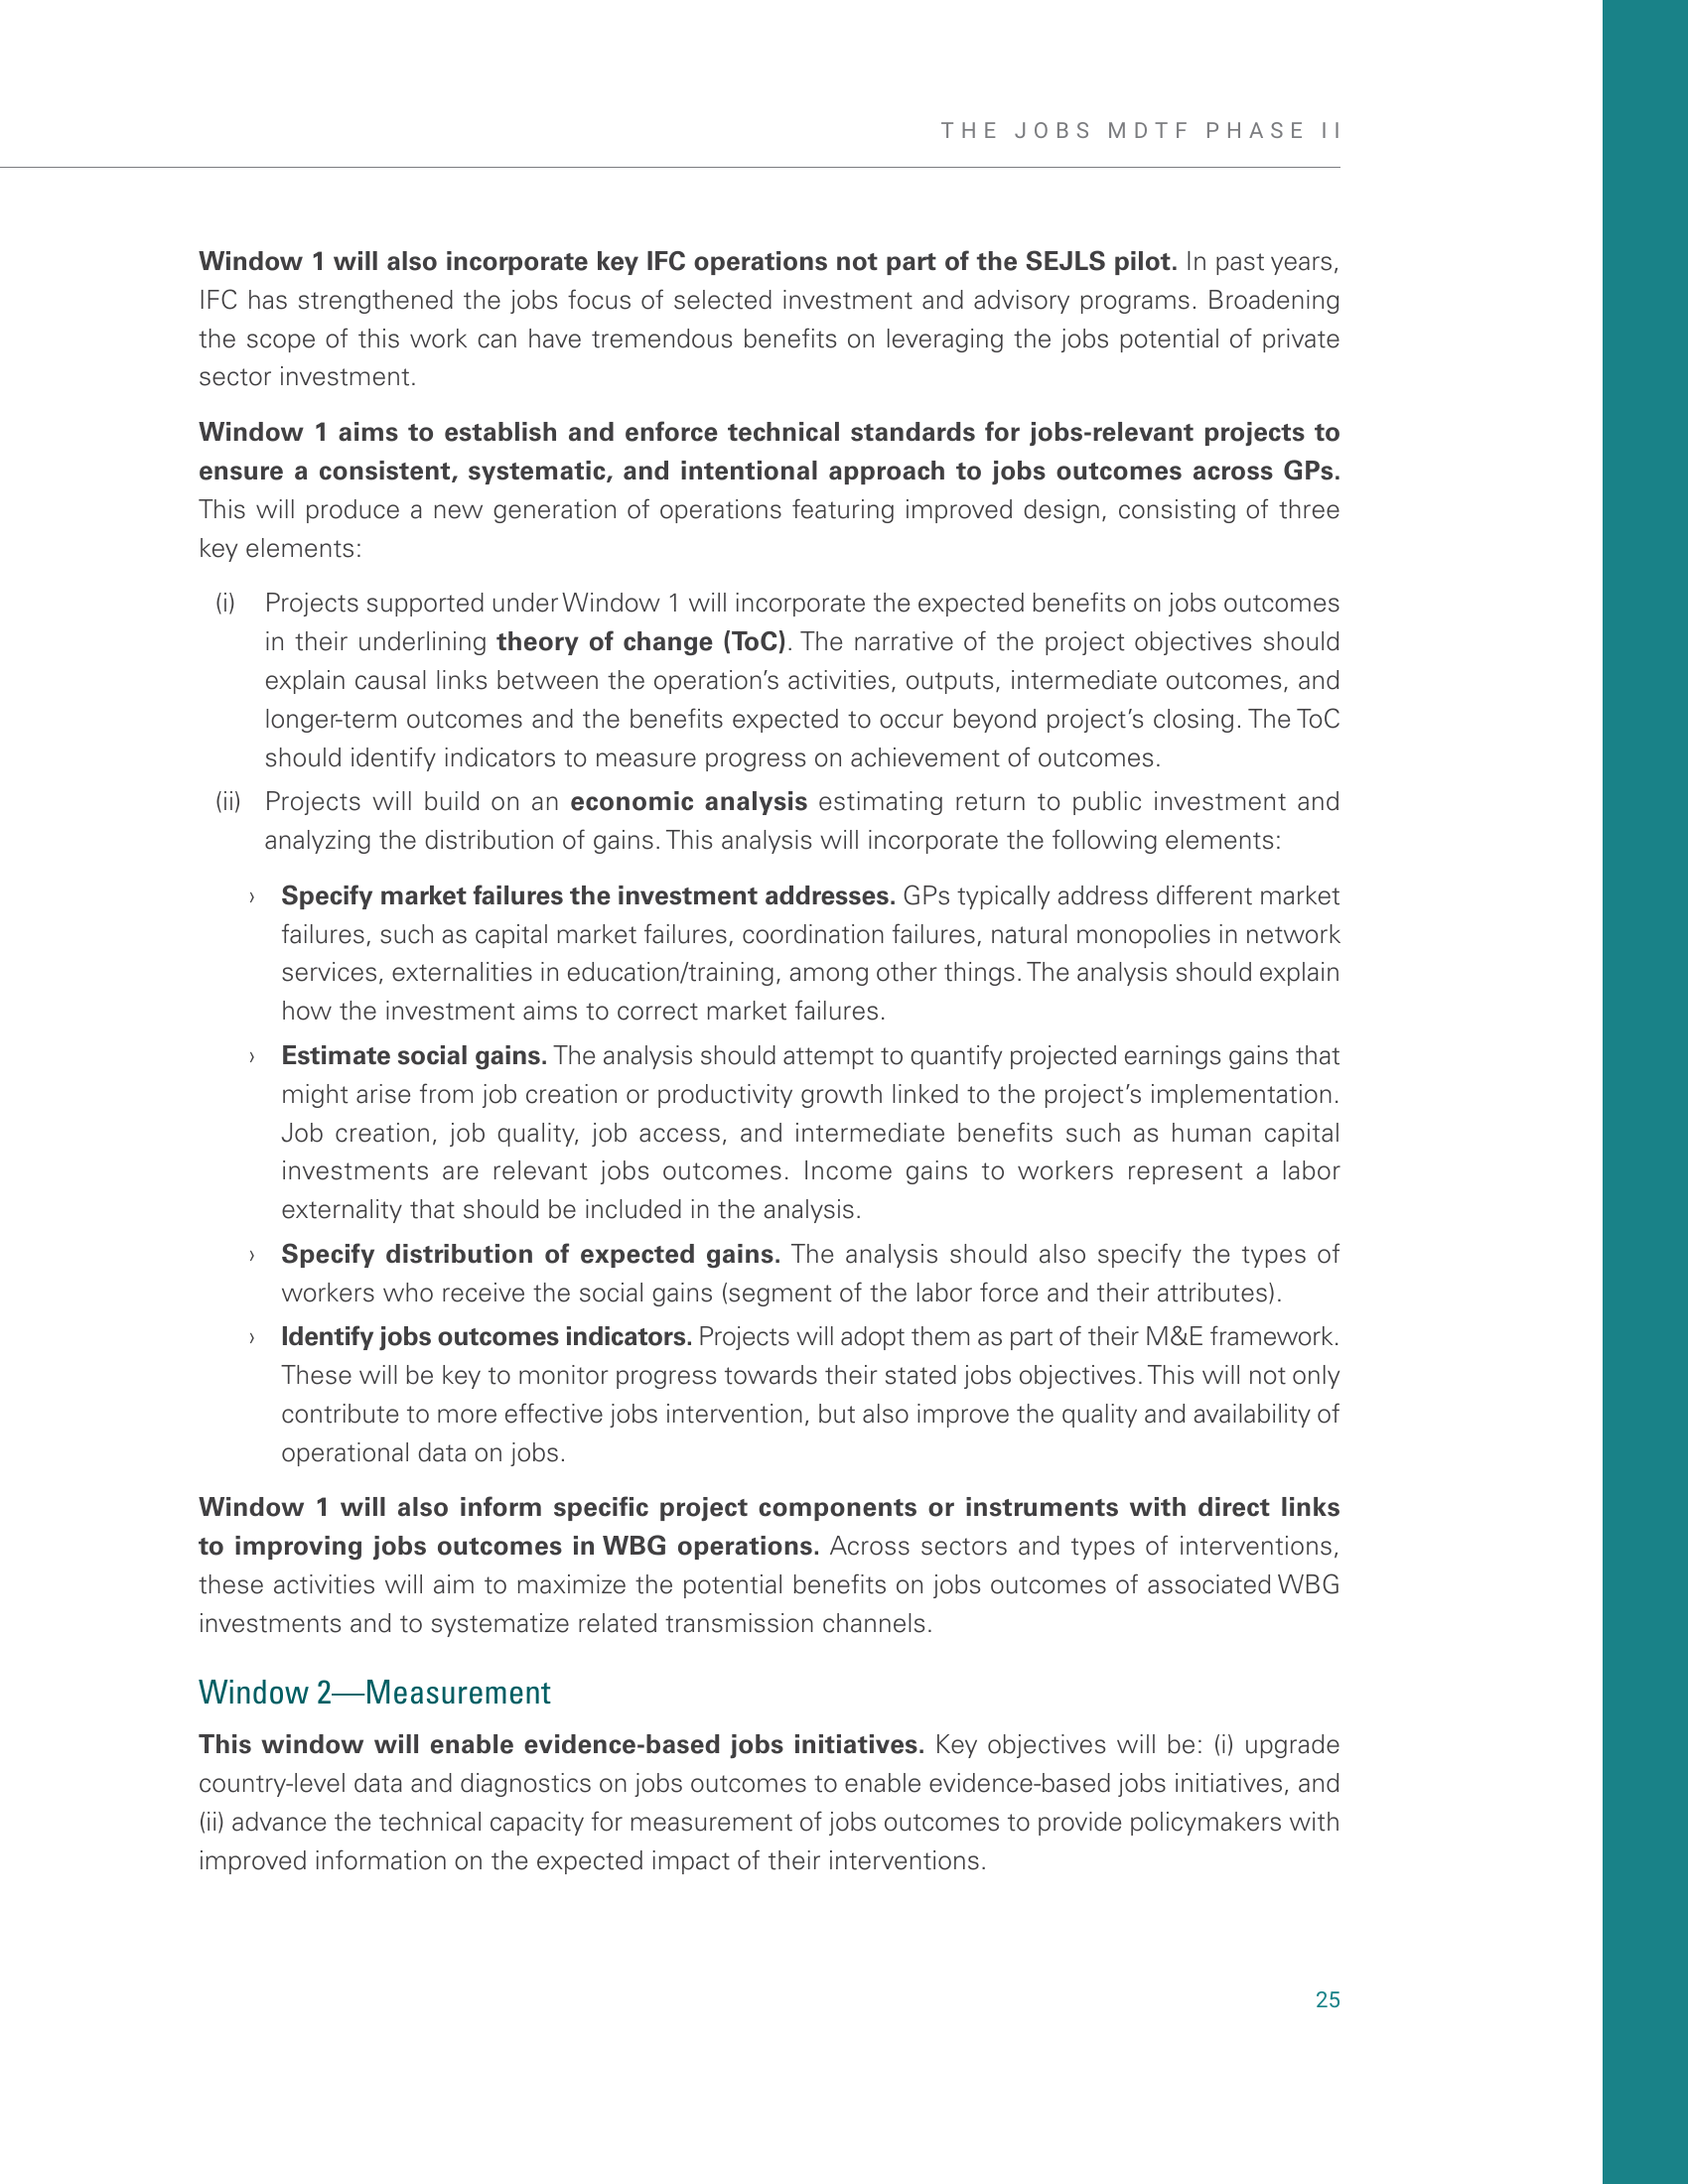 THE JOBS MDTF PHASE II
Window 1 will also incorporate key IFC operations not part of the SEJLS pilot. In past years,
IFC has strengthened the jobs focus of selected investment and advisory programs. Broadening
the scope of this work can have tremendous benefits on leveraging the jobs potential of private
sector investment.
Window 1 aims to establish and enforce technical standards for jobs-relevant projects to
ensure a consistent, systematic, and intentional approach to jobs outcomes across GPs.
This will produce a new generation of operations featuring improved design, consisting of three
key elements:
(i) Projects supported under Window 1 will incorporate the expected benefits on jobs outcomes
in their underlining theory of change (ToC). The narrative of the project objectives should
explain causal links between the operation’s activities, outputs, intermediate outcomes, and
longer-term outcomes and the benefits expected to occur beyond project’s closing. The ToC
should identify indicators to measure progress on achievement of outcomes.
(ii) Projects will build on an economic analysis estimating return to public investment and
analyzing the distribution of gains. This analysis will incorporate the following elements:
› Specify market failures the investment addresses. GPs typically address different market
failures, such as capital market failures, coordination failures, natural monopolies in network
services, externalities in education/training, among other things. The analysis should explain
how the investment aims to correct market failures.
› Estimate social gains. The analysis should attempt to quantify projected earnings gains that
might arise from job creation or productivity growth linked to the project’s implementation.
Job creation, job quality, job access, and intermediate benefits such as human capital
investments are relevant jobs outcomes. Income gains to workers represent a labor
externality that should be included in the analysis.
› Specify distribution of expected gains. The analysis should also specify the types of
workers who receive the social gains (segment of the labor force and their attributes).
› Identify jobs outcomes indicators. Projects will adopt them as part of their M&E framework.
These will be key to monitor progress towards their stated jobs objectives. This will not only
contribute to more effective jobs intervention, but also improve the quality and availability of
operational data on jobs.
Window 1 will also inform specific project components or instruments with direct links
to improving jobs outcomes in WBG operations. Across sectors and types of interventions,
these activities will aim to maximize the potential benefits on jobs outcomes of associated WBG
investments and to systematize related transmission channels.
Window 2—Measurement
This window will enable evidence-based jobs initiatives. Key objectives will be: (i) upgrade
country-level data and diagnostics on jobs outcomes to enable evidence-based jobs initiatives, and
(ii) advance the technical capacity for measurement of jobs outcomes to provide policymakers with
improved information on the expected impact of their interventions.
25